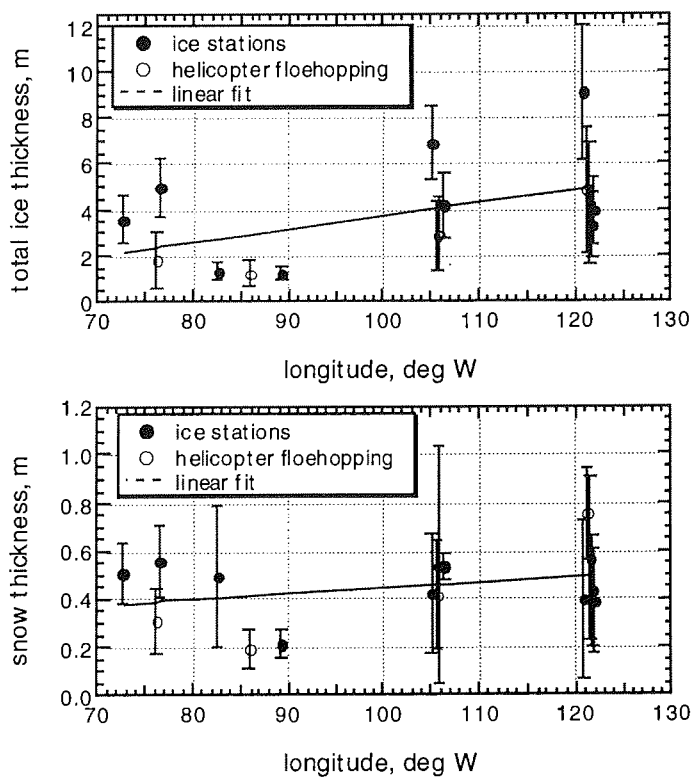 12
10
8
6
4
2
0
total ice thickness, m
ice stations
helicopter floehopping
linear fit
70 80 90 100 110 120 130
longitude, deg W
1.2
1.0
0.8
0.6
0.4
0.2
0.0
snow thickness, m
ice stations
helicopter floehopping
linear fit
70 80 90 100 110 120 130
longitude, deg W